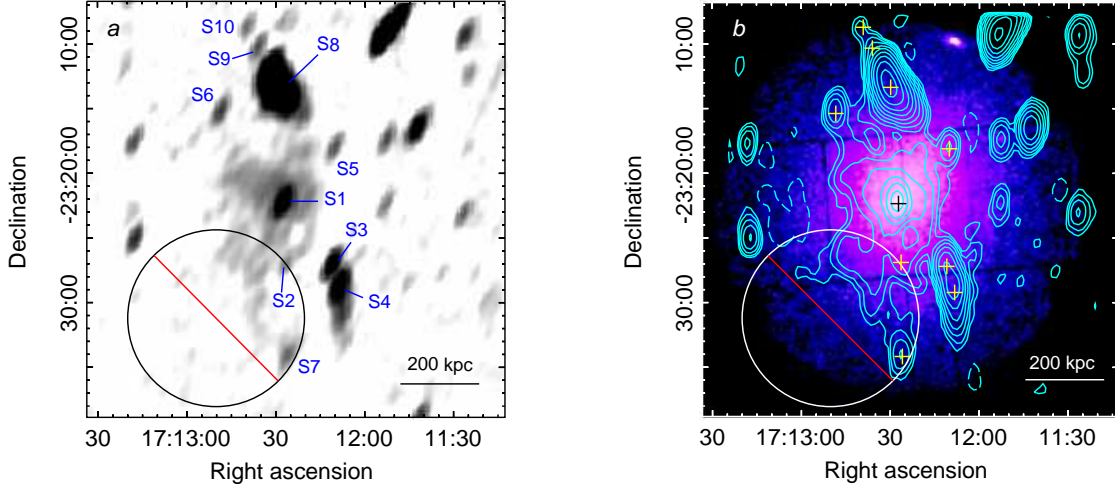 a
S10
S9
S8
S6
S5
S1
S3
S2
S4
S7
200 kpc
10:00
-23:20:00
30:00
Declination
30
17:13:00
30
12:00
11:30
Right ascension
b
200 kpc
10:00
-23:20:00
30:00
Declination
30
17:13:00
30
12:00
11:30
Right ascension